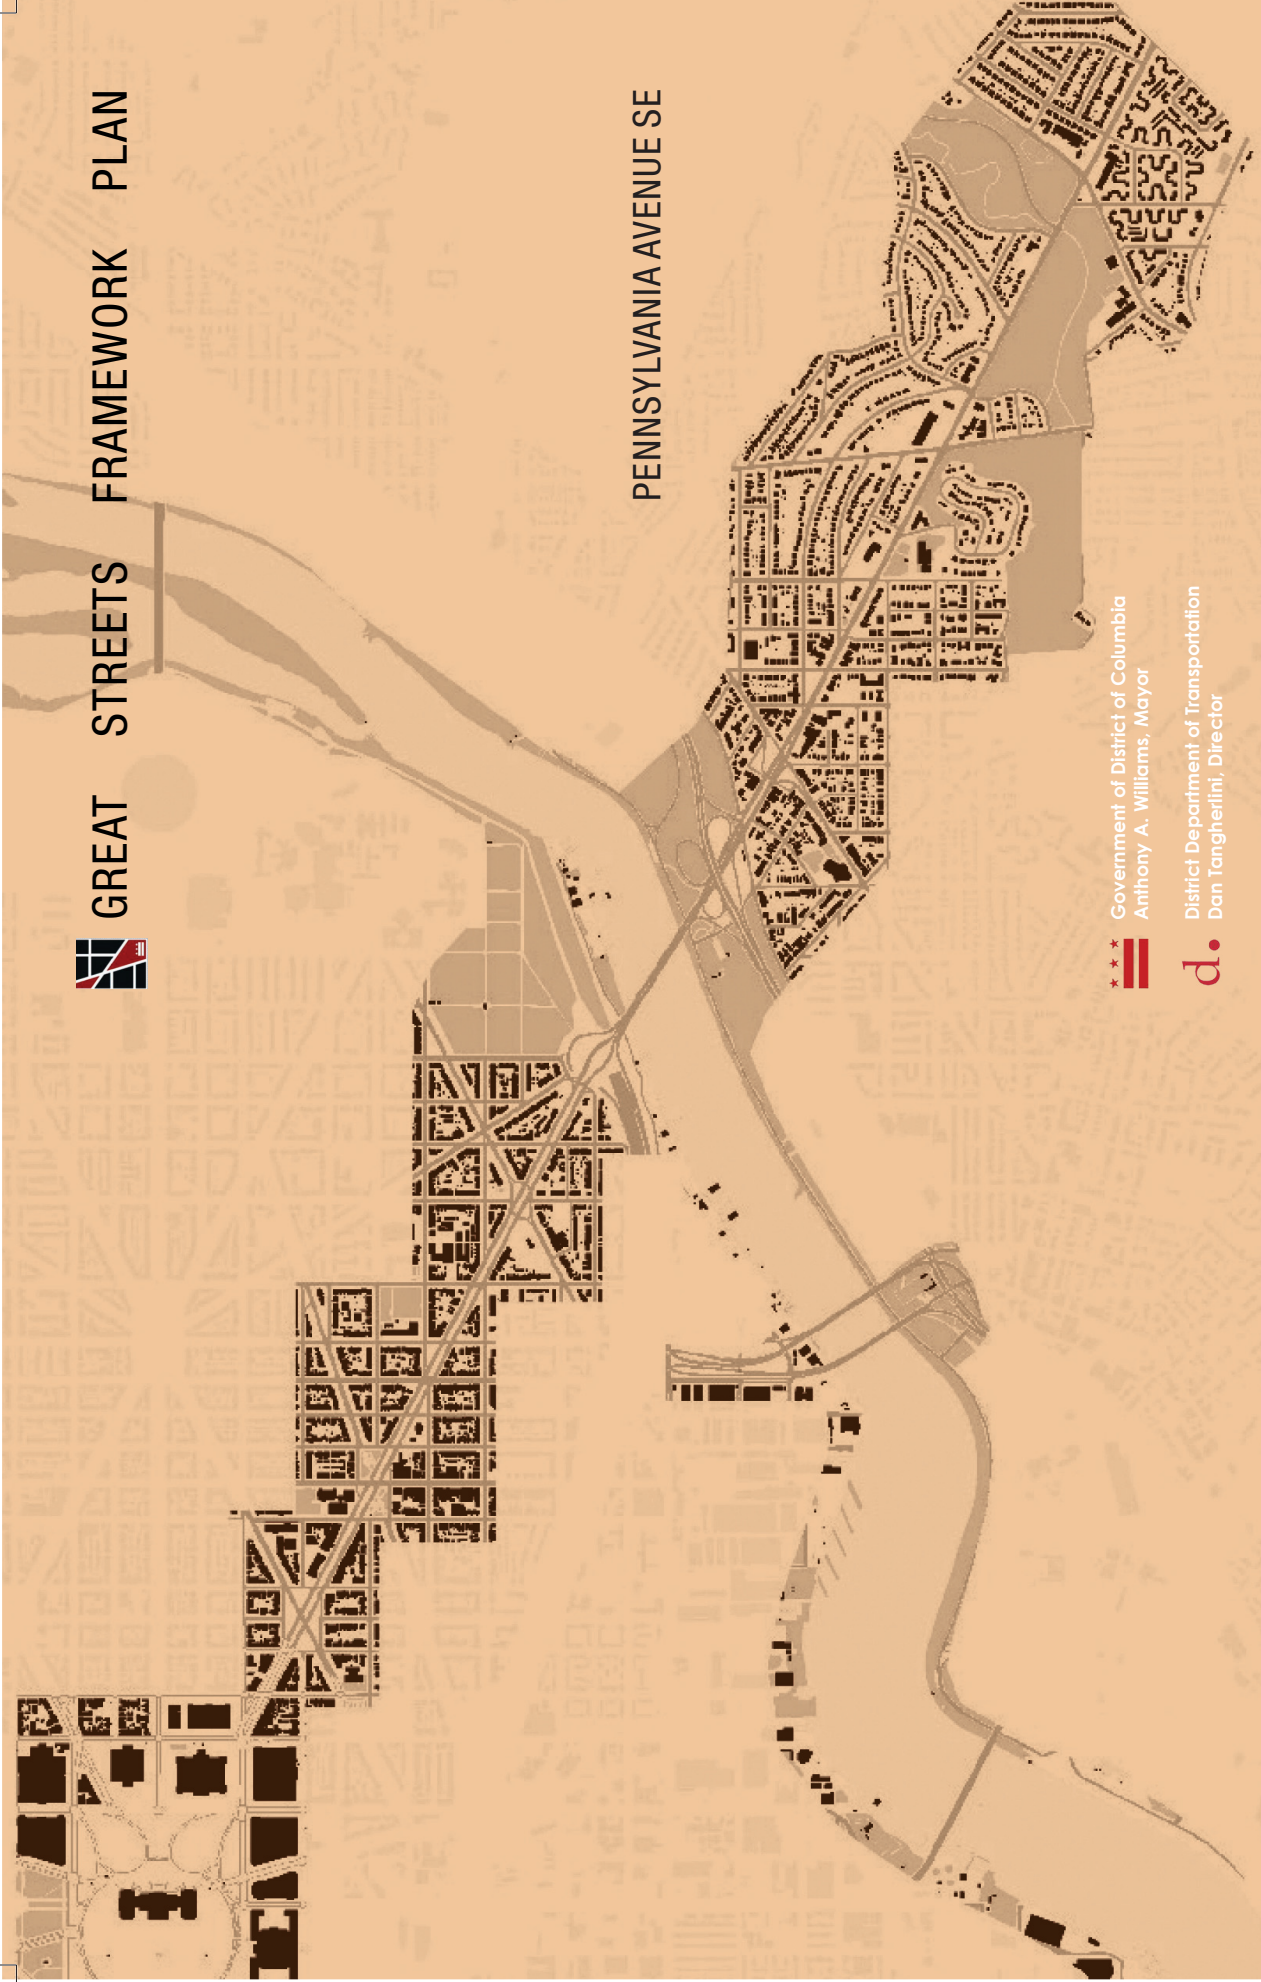 GREAT STREETS FRAMEWORK PLAN
PENNSYLVANIA AVENUE SE
Government of District of Columbia
Anthony A. Williams, Mayor
d.
District Department of Transportation
Dan Tangherlini, Director